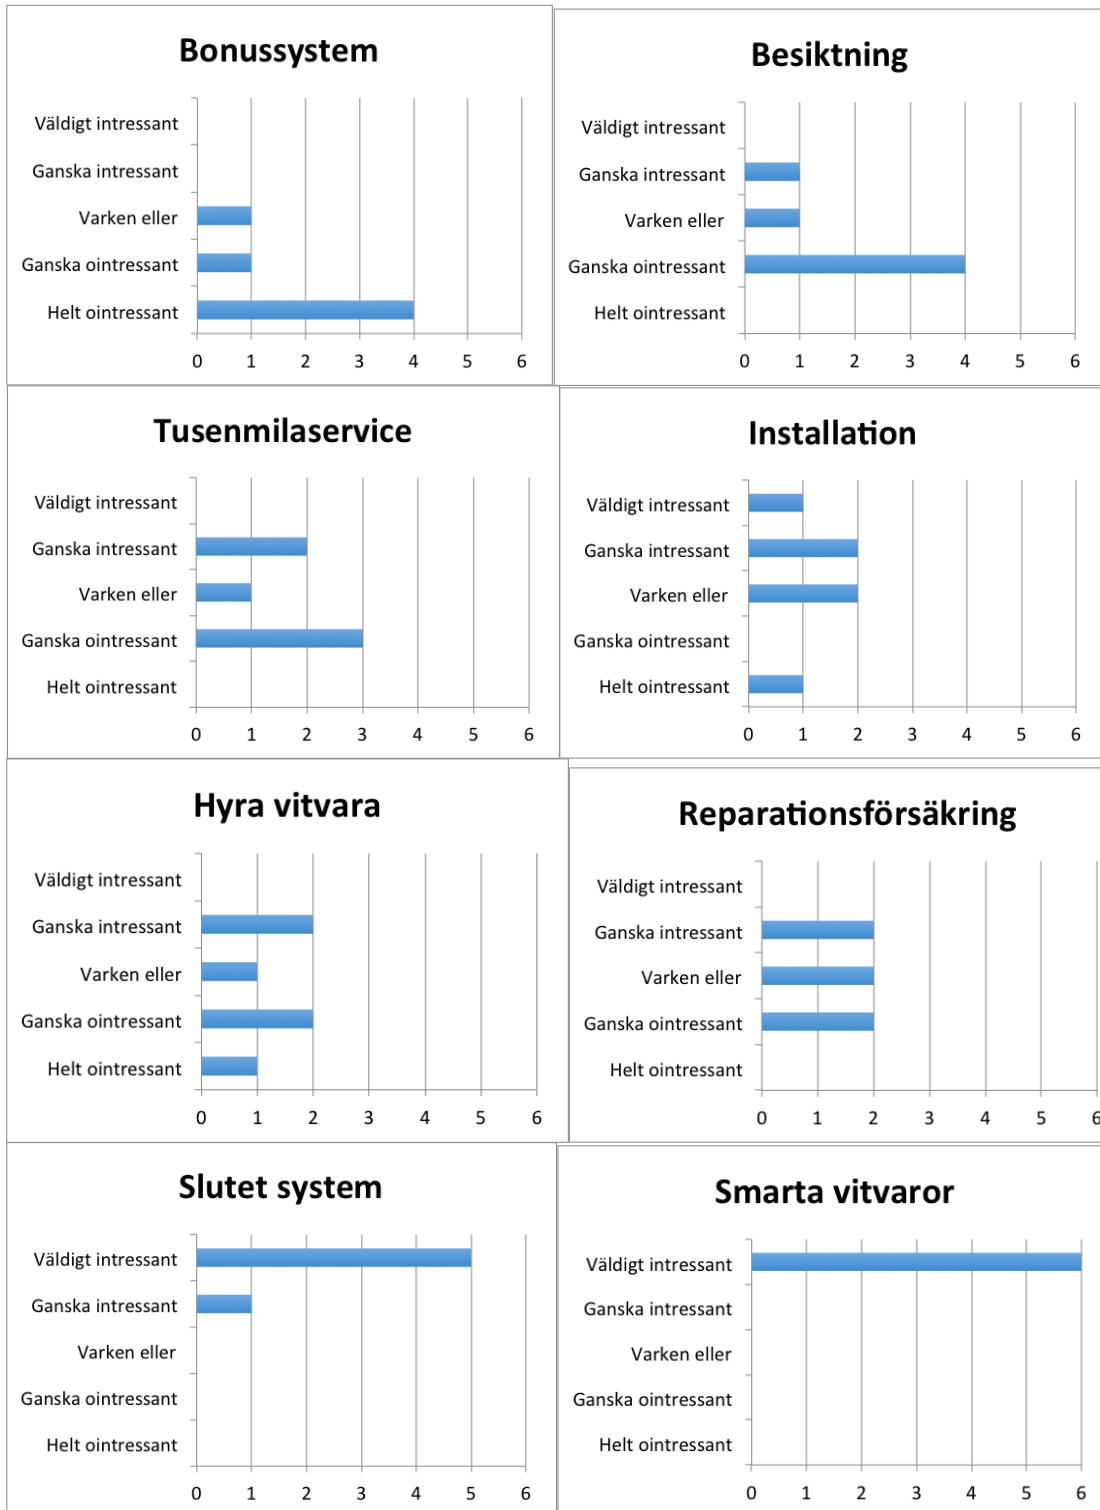 Bonussystem
Väldigt intressant
Ganska intressant
Varken eller
Ganska ointressant
Helt ointressant
0 1 2 3 4 5 6
Besiktning
Väldigt intressant
Ganska intressant
Varken eller
Ganska ointressant
Helt ointressant
0 1 2 3 4 5 6
Tusenmilaservice
Väldigt intressant
Ganska intressant
Varken eller
Ganska ointressant
Helt ointressant
0 1 2 3 4 5 6
Installation
Väldigt intressant
Ganska intressant
Varken eller
Ganska ointressant
Helt ointressant
0 1 2 3 4 5 6
Hyra vitvara
Väldigt intressant
Ganska intressant
Varken eller
Ganska ointressant
Helt ointressant
0 1 2 3 4 5 6
Reparationsförsäkring
Väldigt intressant
Ganska intressant
Varken eller
Ganska ointressant
Helt ointressant
0 1 2 3 4 5 6
Slutet system
Väldigt intressant
Ganska intressant
Varken eller
Ganska ointressant
Helt ointressant
0 1 2 3 4 5 6
Smarta vitvaror
Väldigt intressant
Ganska intressant
Varken eller
Ganska ointressant
Helt ointressant
0 1 2 3 4 5 6